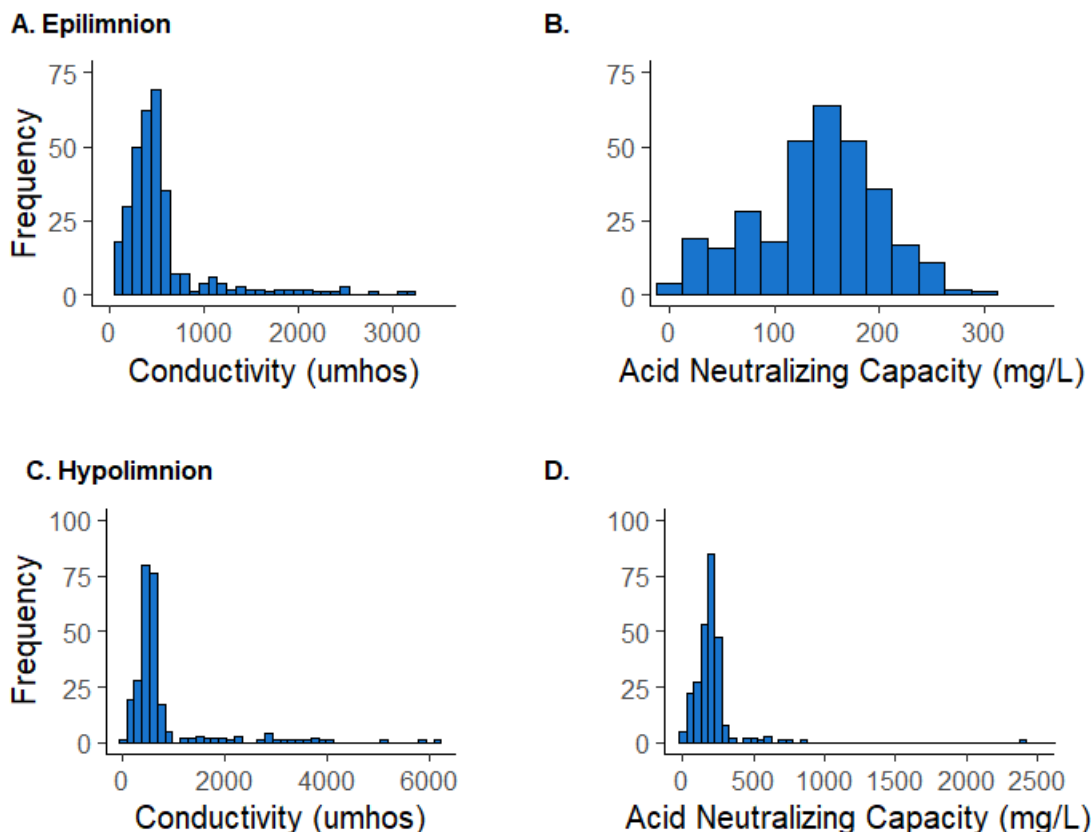 A. Epilimnion
B.
75
50
25
0
Frequency
0 1000 2000 3000
Conductivity (umhos)
75
50
25
0
0 100 200 300
Acid Neutralizing Capacity (mg/L)
C. Hypolimnion
D.
100
75
50
25
0
Frequency
0 2000 4000 6000
Conductivity (umhos)
100
75
50
25
0
0 500 1000 1500 2000 2500
Acid Neutralizing Capacity (mg/L)